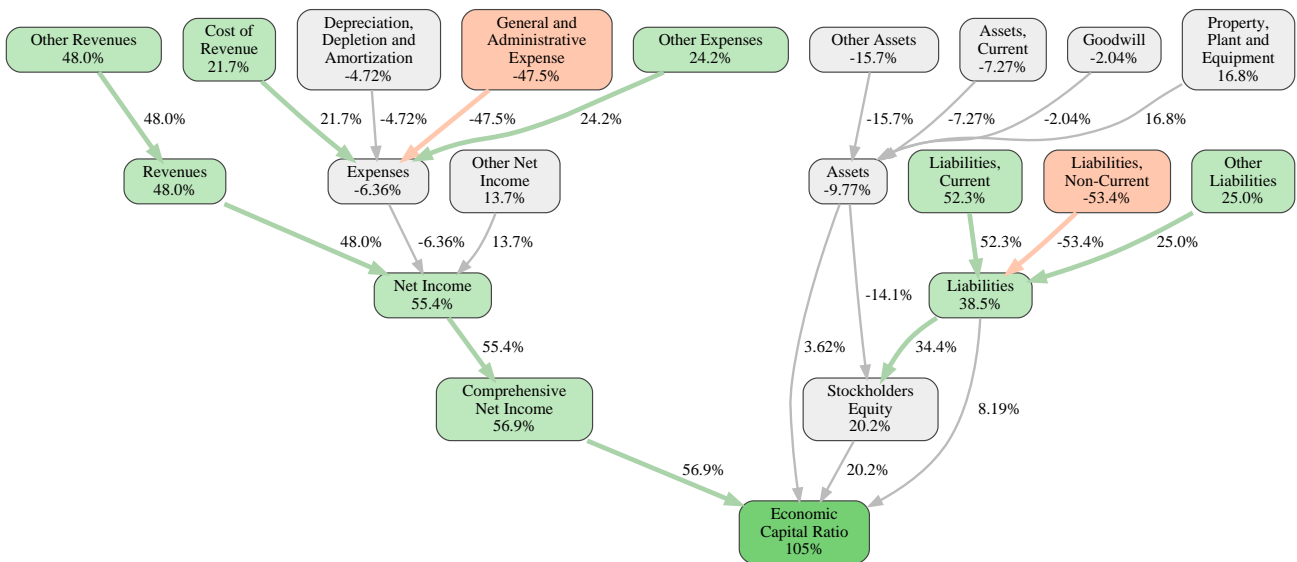 Other Revenues
48.0%
Cost of
Revenue
21.7%
Depreciation,
Depletion and
Amortization
-4.72%
General and
Administrative
Expense
-47.5%
Other Expenses
24.2%
Other Assets
-15.7%
Assets,
Current
-7.27%
Goodwill
-2.04%
Property,
Plant and
Equipment
16.8%
48.0%
21.7%
-4.72%
-47.5%
24.2%
-15.7%
-7.27%
-2.04%
16.8%
Revenues
48.0%
Expenses
-6.36%
Other Net
Income
13.7%
Assets
-9.77%
Liabilities,
Current
52.3%
Liabilities,
Non-Current
-53.4%
Other
Liabilities
25.0%
48.0%
-6.36%
13.7%
52.3%
-53.4%
25.0%
Net Income
55.4%
-14.1%
Liabilities
38.5%
55.4%
3.62%
34.4%
8.19%
Comprehensive
Net Income
56.9%
Stockholders
Equity
20.2%
56.9%
20.2%
Economic
Capital Ratio
105%